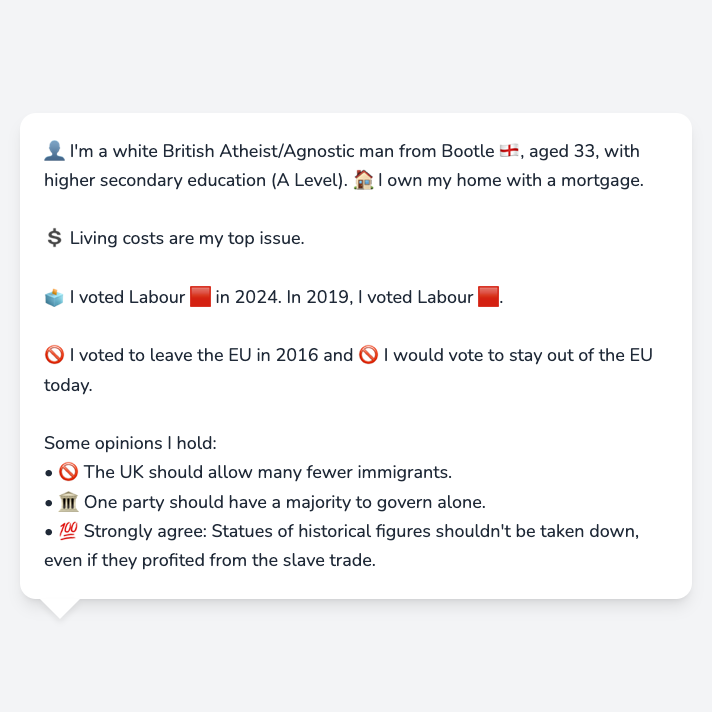 👤 I'm a white British Atheist/Agnostic man from Bootle 🏴󠁧󠁢󠁥󠁮󠁧󠁿, aged 33, with
higher secondary education (A Level). 🏠 I own my home with a mortgage.
💲 Living costs are my top issue.
🗳️ I voted Labour 🟥 in 2024. In 2019, I voted Labour 🟥.
🚫 I voted to leave the EU in 2016 and 🚫 I would vote to stay out of the EU
today.
Some opinions I hold:
• 🚫 The UK should allow many fewer immigrants.
• 🏛️ One party should have a majority to govern alone.
• 💯 Strongly agree: Statues of historical figures shouldn't be taken down,
even if they profited from the slave trade.